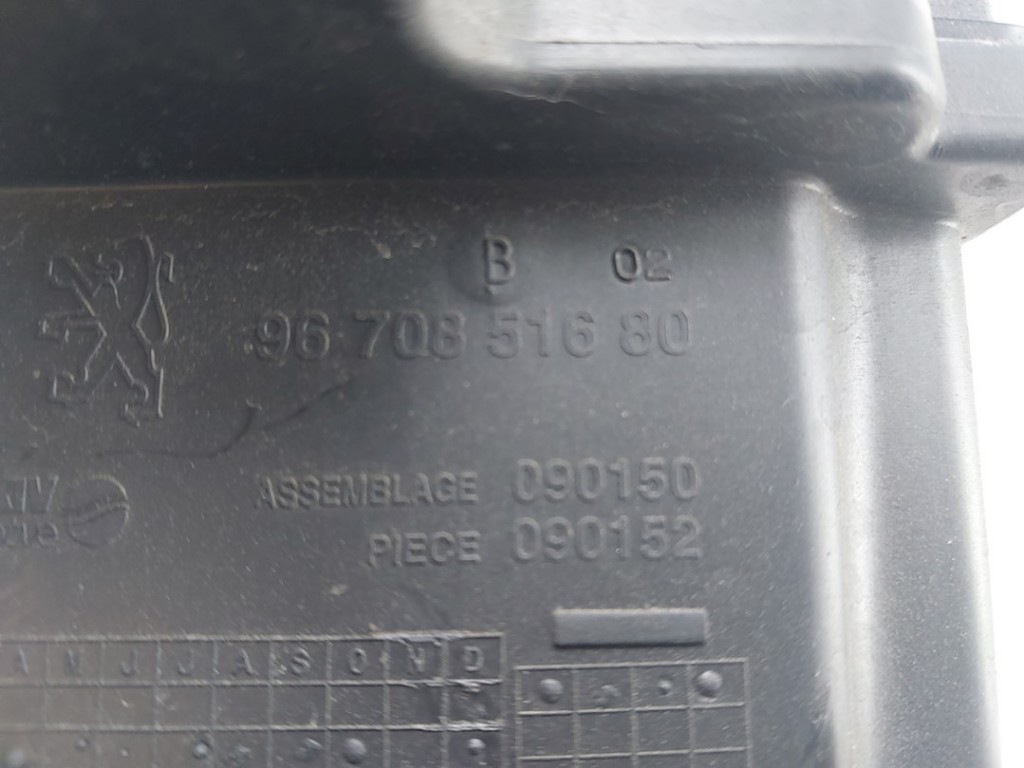 B 02
96 708 516 80
ASSEMBLAGE 090150
PIECE 090152
A M J J A S O N D